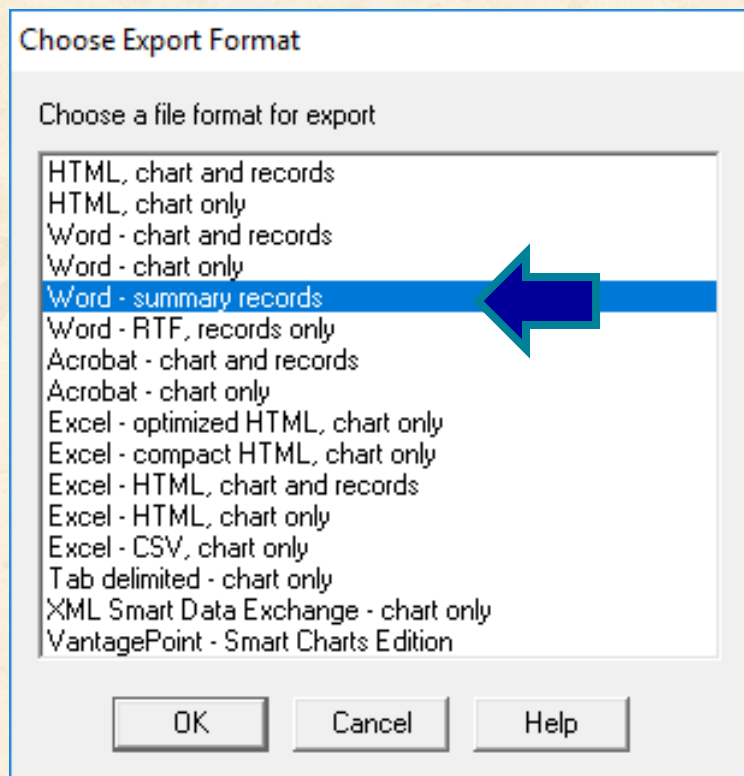 Choose Export Format
Choose a file format for export
HTML, chart and records
HTML, chart only
Word - chart and records
Word - chart only
Word - summary records
Word - RTF, records only
Acrobat - chart and records
Acrobat - chart only
Excel - optimized HTML, chart only
Excel - compact HTML, chart only
Excel - HTML, chart and records
Excel - HTML, chart only
Excel - CSV, chart only
Tab delimited - chart only
XML Smart Data Exchange - chart only
VantagePoint - Smart Charts Edition
OK Cancel Help